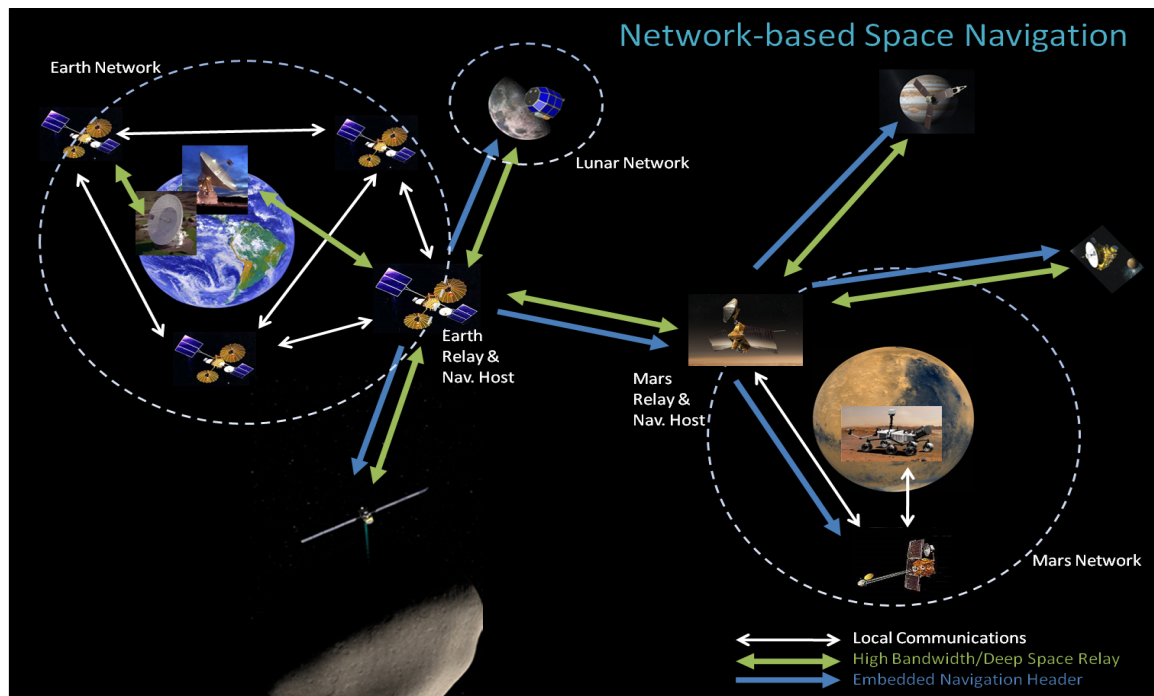 Network-based Space Navigation
Earth Network
Lunar Network
Earth
Relay &
Nav. Host
Mars
Relay &
Nav. Host
Mars Network
Local Communications
High Bandwidth/Deep Space Relay
Embedded Navigation Header